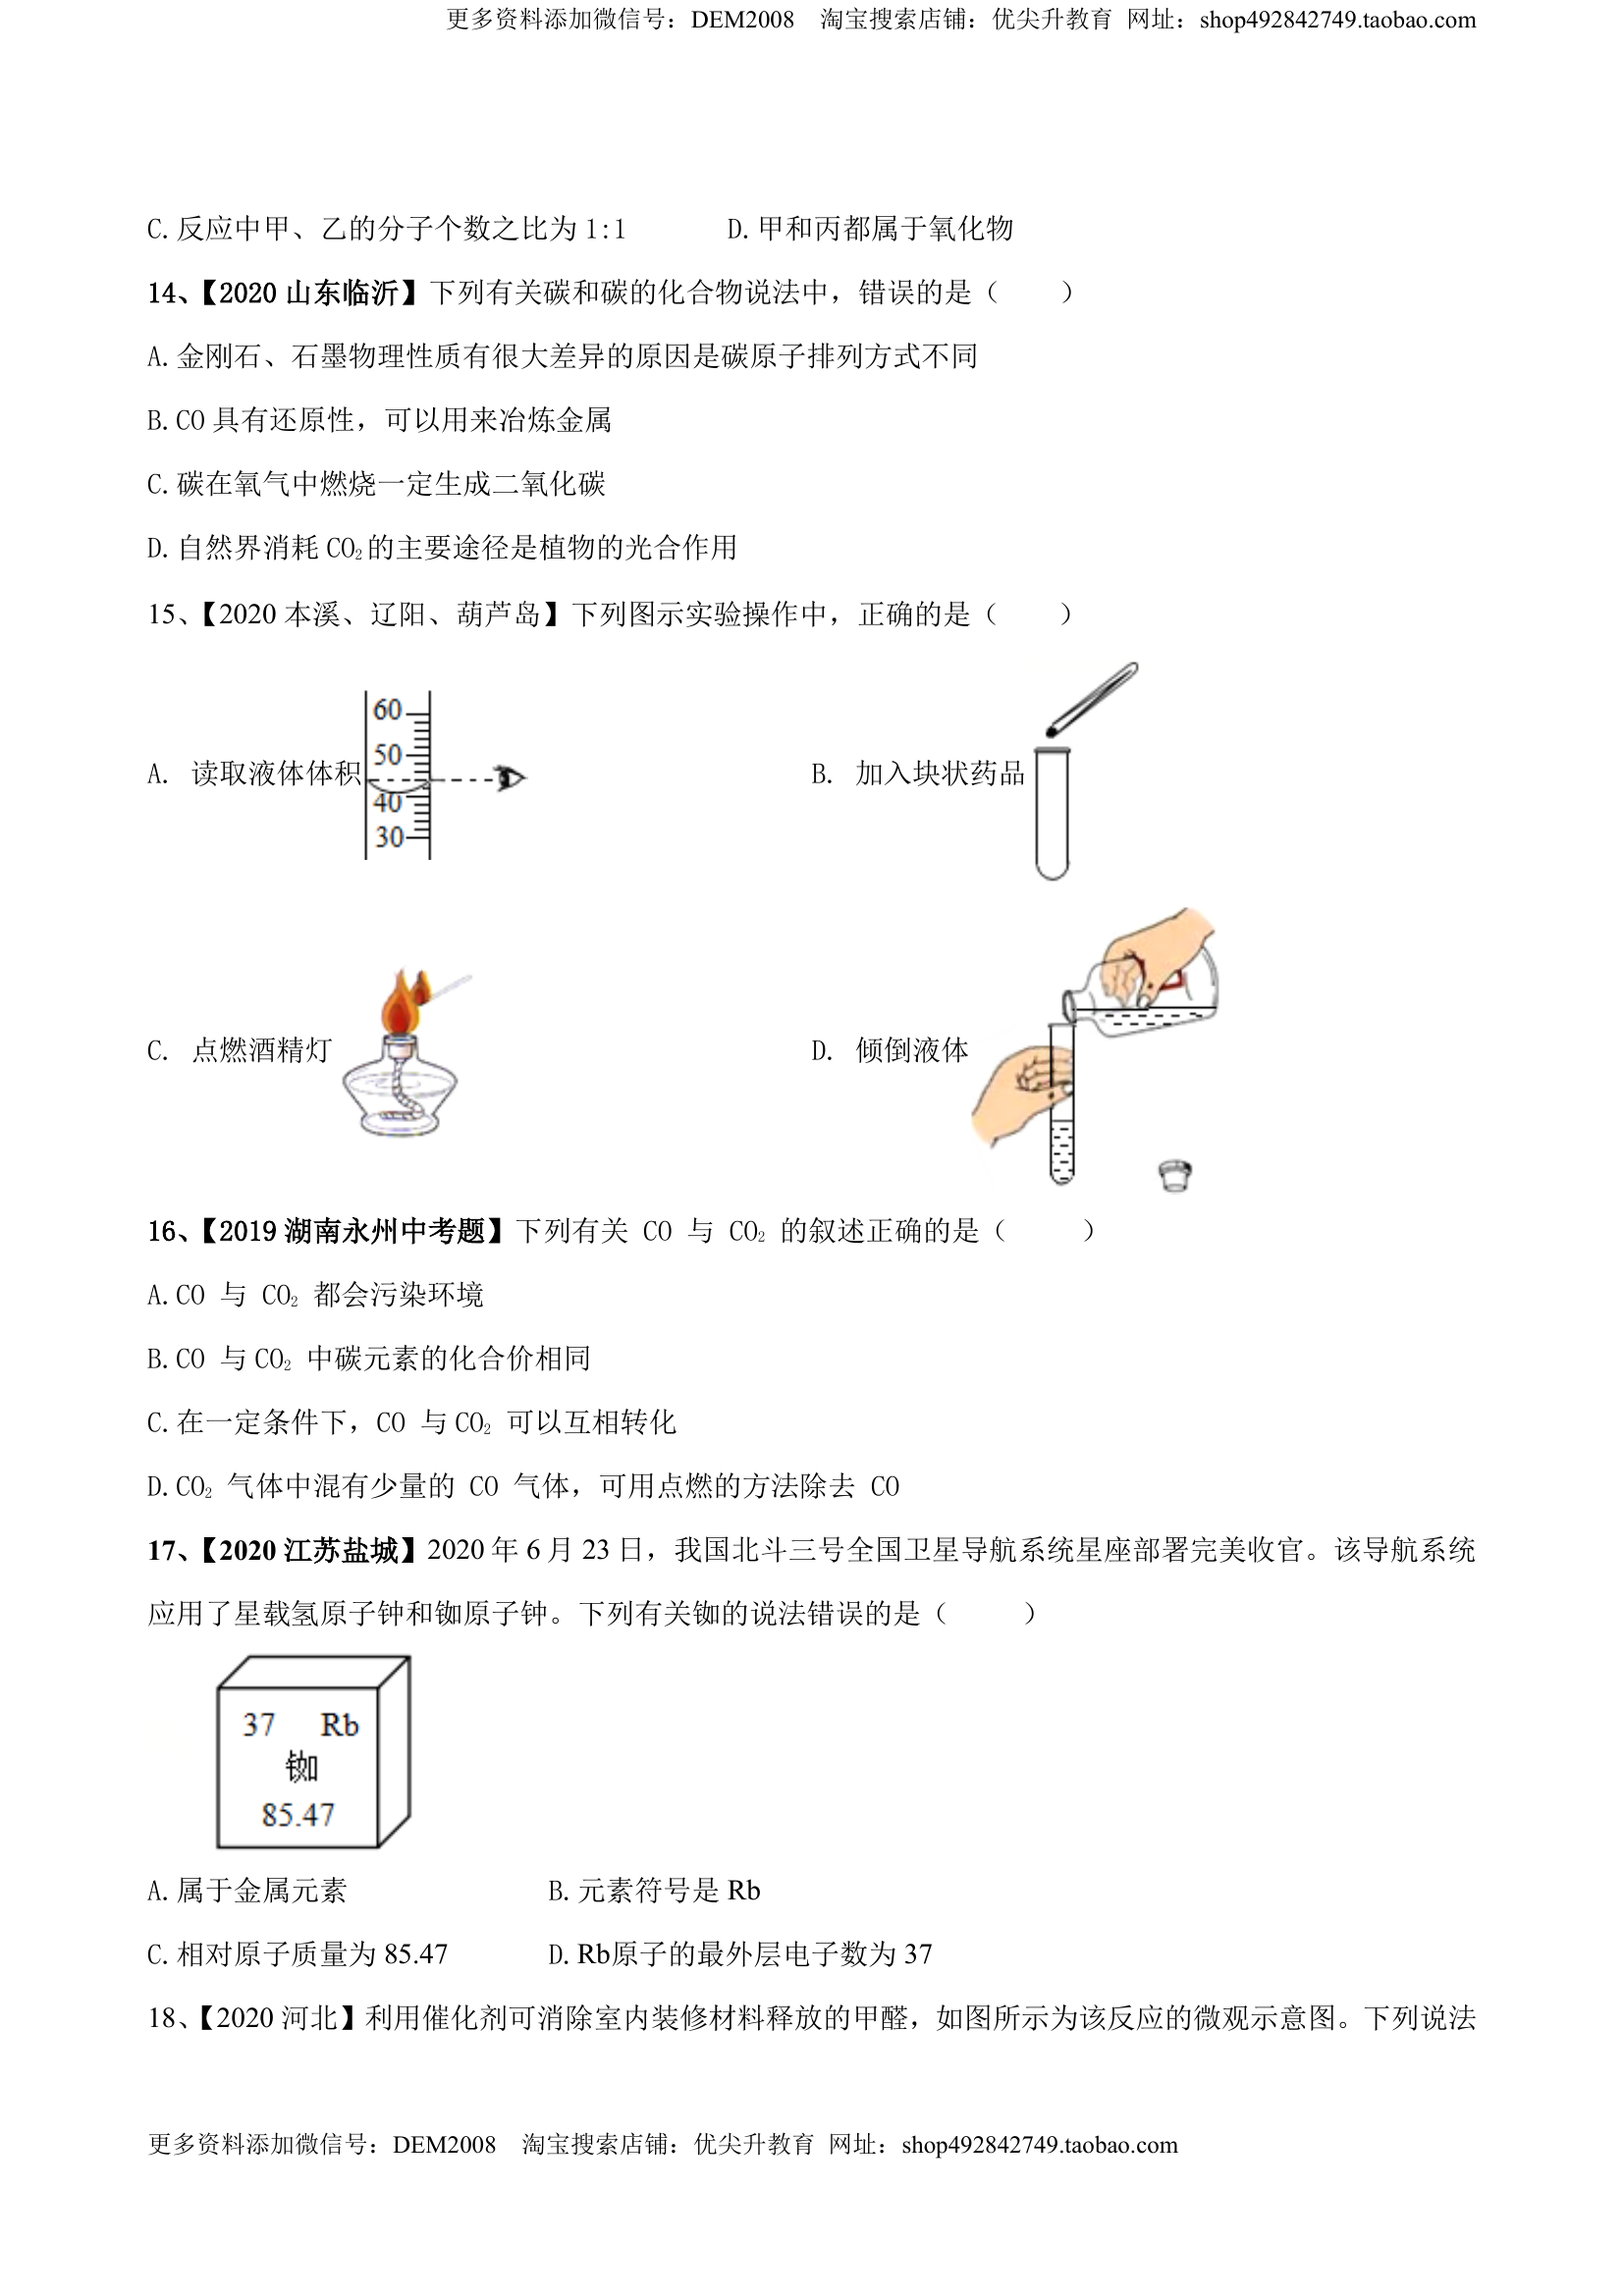 更多资料添加微信号：DEM2008 淘宝搜索店铺：优尖升教育 网址：shop492842749.taobao.com
C.反应中甲、乙的分子个数之比为 1:1 D.甲和丙都属于氧化物
14、【2020 山东临沂】下列有关碳和碳的化合物说法中，错误的是（ ）
A.金刚石、石墨物理性质有很大差异的原因是碳原子排列方式不同
B.CO 具有还原性，可以用来冶炼金属
C.碳在氧气中燃烧一定生成二氧化碳
D.自然界消耗 CO₂ 的主要途径是植物的光合作用
15、【2020 本溪、辽阳、葫芦岛】下列图示实验操作中，正确的是（ ）
A. 读取液体体积
60
50
40
30
B. 加入块状药品
C. 点燃酒精灯
D. 倾倒液体
16、【2019 湖南永州中考题】下列有关 CO 与 CO₂ 的叙述正确的是（ ）
A.CO 与 CO₂ 都会污染环境
B.CO 与 CO₂ 中碳元素的化合价相同
C.在一定条件下，CO 与 CO₂ 可以互相转化
D.CO₂ 气体中混有少量的 CO 气体，可用点燃的方法除去 CO
17、【2020 江苏盐城】2020 年 6 月 23 日，我国北斗三号全国卫星导航系统星座部署完美收官。该导航系统
应用了星载氢原子钟和铷原子钟。下列有关铷的说法错误的是（ ）
37 Rb
铷
85.47
A.属于金属元素 B.元素符号是 Rb
C.相对原子质量为 85.47 D.Rb原子的最外层电子数为 37
18、【2020 河北】利用催化剂可消除室内装修材料释放的甲醛，如图所示为该反应的微观示意图。下列说法
更多资料添加微信号：DEM2008 淘宝搜索店铺：优尖升教育 网址：shop492842749.taobao.com